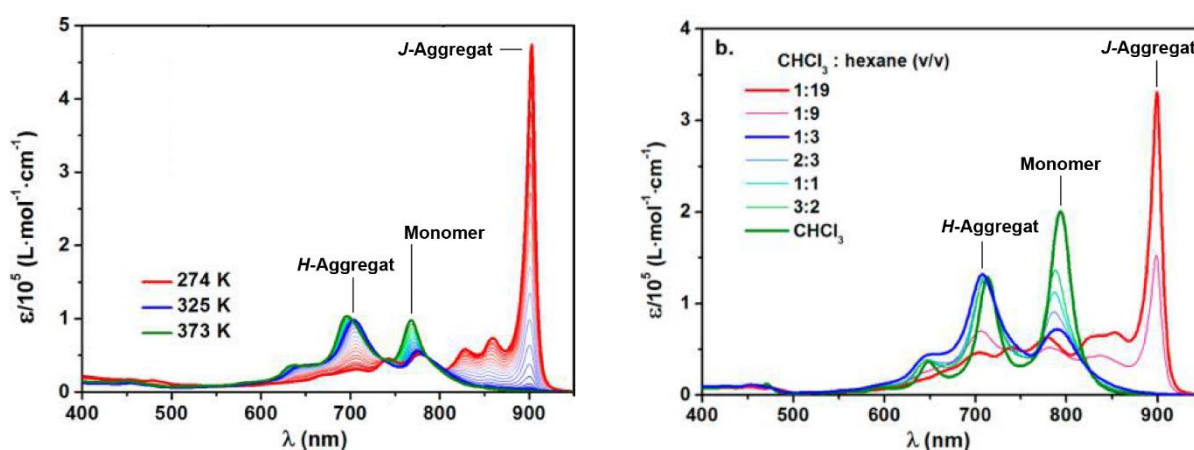 J-Aggregat
Monomer
H-Aggregat
274 K
325 K
373 K
ε/10⁵ (L·mol⁻¹·cm⁻¹)
5
4
3
2
1
0
400 500 600 700 800 900
λ (nm)
b.
CHCl₃ : hexane (v/v)
J-Aggregat
1:19
1:9
1:3
2:3
1:1
3:2
CHCl₃
Monomer
H-Aggregat
ε/10⁵ (L·mol⁻¹·cm⁻¹)
4
3
2
1
0
400 500 600 700 800 900
λ (nm)